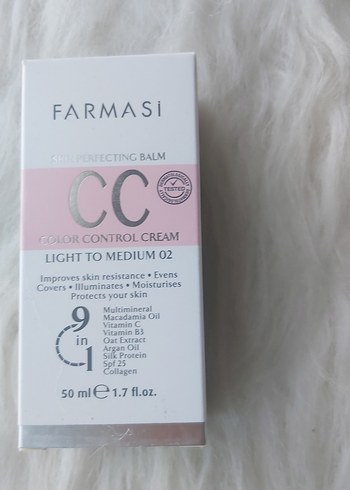 FARMASi
SKIN PERFECTING BALM
CC
TESTED
COLOR CONTROL CREAM
LIGHT TO MEDIUM 02
Improves skin resistance • Evens
Covers • Illuminates • Moisturises
Protects your skin
9
in
1
Multimineral
Macadamia Oil
Vitamin C
Vitamin B3
Oat Extract
Argan Oil
Silk Protein
Spf 25
Collagen
50 ml ℮ 1.7 fl.oz.